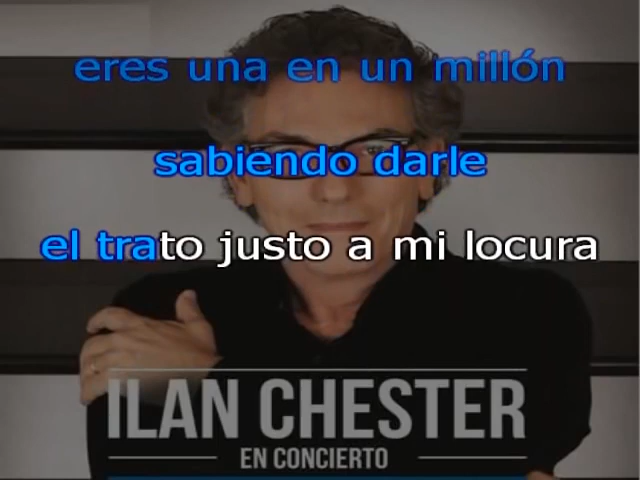 eres una en un millón
sabiendo darle
el trato justo a mi locura
ILAN CHESTER
EN CONCIERTO